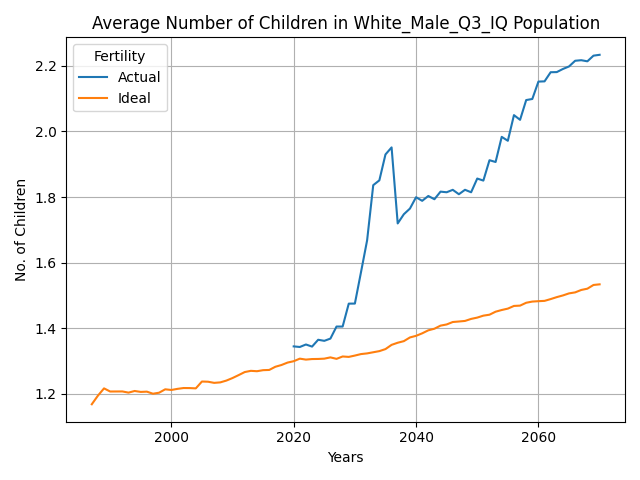 Average Number of Children in White_Male_Q3_IQ Population
Fertility
Actual
Ideal
No. of Children
2.2
2.0
1.8
1.6
1.4
1.2
2000
2020
2040
2060
Years